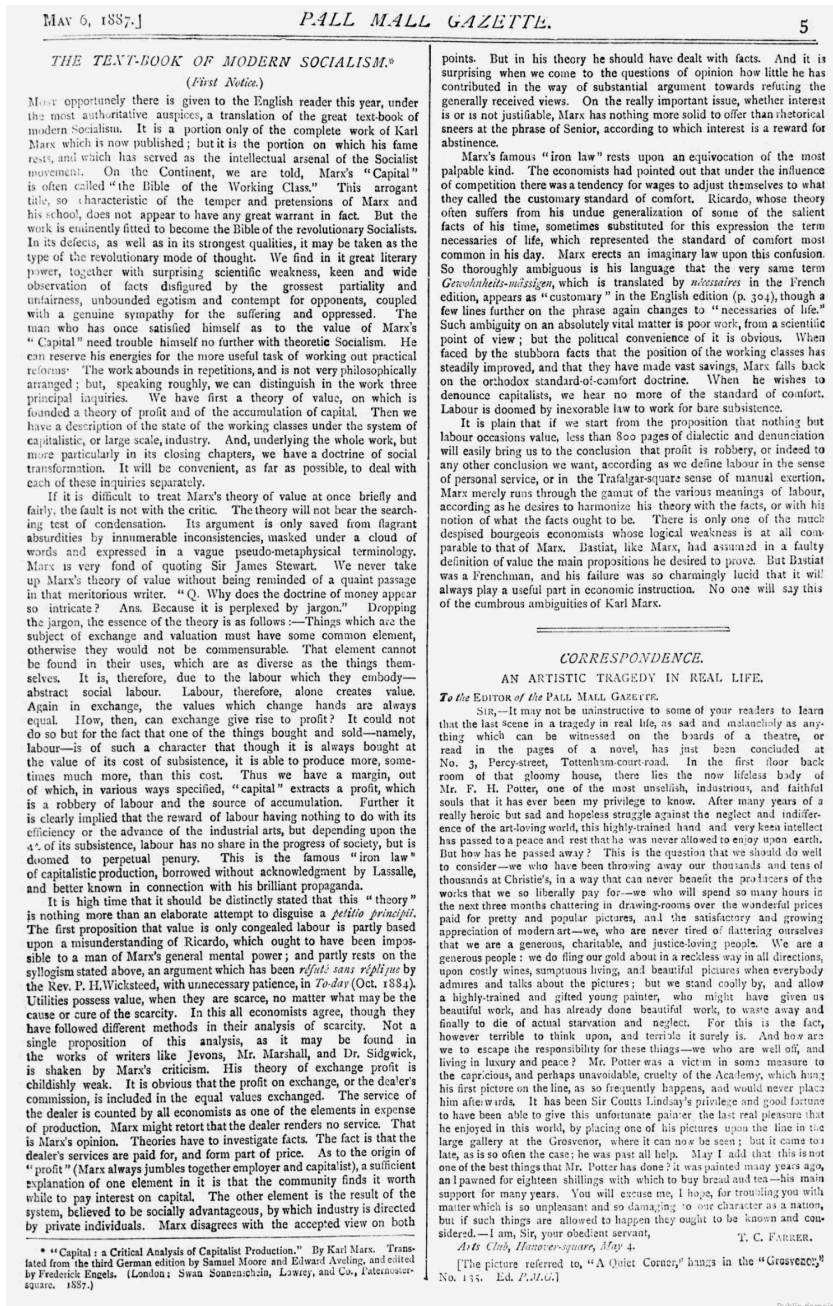 MAY 6, 1887.]
PALL MALL GAZETTE.
5
THE TEXT-BOOK OF MODERN SOCIALISM.*
(First Notice.)
Most opportunely there is given to the English reader this year, under
the most authoritative auspices, a translation of the great text-book of
modern Socialism. It is a portion only of the complete work of Karl
Marx which is now published; but it is the portion on which his fame
rests, and which has served as the intellectual arsenal of the Socialist
movement. On the Continent, we are told, Marx's "Capital"
is often called "the Bible of the Working Class." This arrogant
title, so characteristic of the temper and pretensions of Marx and
his school, does not appear to have any great warrant in fact. But the
work is eminently fitted to become the Bible of the revolutionary Socialists.
In its defects, as well as in its strongest qualities, it may be taken as the
type of the revolutionary mode of thought. We find in it great literary
power, together with surprising scientific weakness, keen and wide
observation of facts disfigured by the grossest partiality and
unfairness, unbounded egotism and contempt for opponents, coupled
with a genuine sympathy for the suffering and oppressed. The
man who has once satisfied himself as to the value of Marx's
"Capital" need trouble himself no further with theoretic Socialism. He
can reserve his energies for the more useful task of working out practical
reforms. The work abounds in repetitions, and is not very philosophically
arranged; but, speaking roughly, we can distinguish in the work three
principal inquiries. We have first a theory of value, on which is
founded a theory of profit and of the accumulation of capital. Then we
have a description of the state of the working classes under the system of
capitalistic, or large scale, industry. And, underlying the whole work, but
more particularly in its closing chapters, we have a doctrine of social
transformation. It will be convenient, as far as possible, to deal with
each of these inquiries separately.
If it is difficult to treat Marx's theory of value at once briefly and
fairly, the fault is not with the critic. The theory will not bear the search-
ing test of condensation. Its argument is only saved from flagrant
absurdities by innumerable inconsistencies, masked under a cloud of
words and expressed in a vague pseudo-metaphysical terminology.
Marx is very fond of quoting Sir James Stewart. We never take
up Marx's theory of value without being reminded of a quaint passage
in that meritorious writer. "Q. Why does the doctrine of money appear
so intricate? Ans. Because it is perplexed by jargon." Dropping
the jargon, the essence of the theory is as follows:—Things which are the
subject of exchange and valuation must have some common element,
otherwise they would not be commensurable. That element cannot
be found in their uses, which are as diverse as the things them-
selves. It is, therefore, due to the labour which they embody—
abstract social labour. Labour, therefore, alone creates value.
Again in exchange, the values which change hands are always
equal. How, then, can exchange give rise to profit? It could not
do so but for the fact that one of the things bought and sold—namely,
labour—is of such a character that though it is always bought at
the value of its cost of subsistence, it is able to produce more, some-
times much more, than this cost. Thus we have a margin, out
of which, in various ways specified, "capital" extracts a profit, which
is a robbery of labour and the source of accumulation. Further it
is clearly implied that the reward of labour having nothing to do with its
efficiency or the advance of the industrial arts, but depending upon the
of its subsistence, labour has no share in the progress of society, but is
doomed to perpetual penury. This is the famous "iron law"
of capitalistic production, borrowed without acknowledgment by Lassalle,
and better known in connection with his brilliant propaganda.
It is high time that it should be distinctly stated that this "theory"
is nothing more than an elaborate attempt to disguise a petitio principii.
The first proposition that value is only congealed labour is partly based
upon a misunderstanding of Ricardo, which ought to have been impos-
sible to a man of Marx's general mental power; and partly rests on the
syllogism stated above, an argument which has been réfuté sans réplique by
the Rev. P. H. Wicksteed, with unnecessary patience, in To-day (Oct. 1884).
Utilities possess value, when they are scarce, no matter what may be the
cause or cure of the scarcity. In this all economists agree, though they
have followed different methods in their analysis of scarcity. Not a
single proposition of this analysis, as it may be found in
the works of writers like Jevons, Mr. Marshall, and Dr. Sidgwick,
is shaken by Marx's criticism. His theory of exchange profit is
childishly weak. It is obvious that the profit on exchange, or the dealer's
commission, is included in the equal values exchanged. The service of
the dealer is counted by all economists as one of the elements in expense
of production. Marx might retort that the dealer renders no service. That
is Marx's opinion. Theories have to investigate facts. The fact is that the
dealer's services are paid for, and form part of price. As to the origin of
"profit" (Marx always jumbles together employer and capitalist), a sufficient
explanation of one element in it is that the community finds it worth
while to pay interest on capital. The other element is the result of the
system, believed to be socially advantageous, by which industry is directed
by private individuals. Marx disagrees with the accepted view on both
* "Capital: a Critical Analysis of Capitalist Production." By Karl Marx. Trans-
lated from the third German edition by Samuel Moore and Edward Aveling, and edited
by Frederick Engels. (London: Swan Sonnenschein, Lowrey, and Co., Paternoster-
square. 1887.)
points. But in his theory he should have dealt with facts. And it is
surprising when we come to the questions of opinion how little he has
contributed in the way of substantial argument towards refuting the
generally received views. On the really important issue, whether interest
is or is not justifiable, Marx has nothing more solid to offer than rhetorical
sneers at the phrase of Senior, according to which interest is a reward for
abstinence.
Marx's famous "iron law" rests upon an equivocation of the most
palpable kind. The economists had pointed out that under the influence
of competition there was a tendency for wages to adjust themselves to what
they called the customary standard of comfort. Ricardo, whose theory
often suffers from his undue generalization of some of the salient
facts of his time, sometimes substituted for this expression the term
necessaries of life, which represented the standard of comfort most
common in his day. Marx erects an imaginary law upon this confusion.
So thoroughly ambiguous is his language that the very same term
Gewohnheits-mässigen, which is translated by nécessaires in the French
edition, appears as "customary" in the English edition (p. 304), though a
few lines further on the phrase again changes to "necessaries of life."
Such ambiguity on an absolutely vital matter is poor work, from a scientific
point of view; but the political convenience of it is obvious. When
faced by the stubborn facts that the position of the working classes has
steadily improved, and that they have made vast savings, Marx falls back
on the orthodox standard-of-comfort doctrine. When he wishes to
denounce capitalists, we hear no more of the standard of comfort.
Labour is doomed by inexorable law to work for bare subsistence.
It is plain that if we start from the proposition that nothing but
labour occasions value, less than 800 pages of dialectic and denunciation
will easily bring us to the conclusion that profit is robbery, or indeed to
any other conclusion we want, according as we define labour in the sense
of personal service, or in the Trafalgar-square sense of manual exertion.
Marx merely runs through the gamut of the various meanings of labour,
according as he desires to harmonize his theory with the facts, or with his
notion of what the facts ought to be. There is only one of the much
despised bourgeois economists whose logical weakness is at all com-
parable to that of Marx. Bastiat, like Marx, had assumed in a faulty
definition of value the main propositions he desired to prove. But Bastiat
was a Frenchman, and his failure was so charmingly lucid that it will
always play a useful part in economic instruction. No one will say this
of the cumbrous ambiguities of Karl Marx.
CORRESPONDENCE.
AN ARTISTIC TRAGEDY IN REAL LIFE.
To the EDITOR of the PALL MALL GAZETTE.
SIR,—It may not be uninstructive to some of your readers to learn
that the last scene in a tragedy in real life, as sad and melancholy as any-
thing which can be witnessed on the boards of a theatre, or
read in the pages of a novel, has just been concluded at
No. 3, Percy-street, Tottenham-court-road. In the first floor back
room of that gloomy house, there lies the now lifeless body of
Mr. F. H. Potter, one of the most unselfish, industrious, and faithful
souls that it has ever been my privilege to know. After many years of a
really heroic but sad and hopeless struggle against the neglect and indiffer-
ence of the art-loving world, this highly-trained hand and very keen intellect
has passed to a peace and rest that he was never allowed to enjoy upon earth.
But how has he passed away? This is the question that we should do well
to consider—we who have been throwing away our thousands and tens of
thousands at Christie's, in a way that can never benefit the producers of the
works that we so liberally pay for—we who will spend so many hours in
the next three months chattering in drawing-rooms over the wonderful prices
paid for pretty and popular pictures, and the satisfactory and growing
appreciation of modern art—we, who are never tired of flattering ourselves
that we are a generous, charitable, and justice-loving people. We are a
generous people: we do fling our gold about in a reckless way in all directions,
upon costly wines, sumptuous living, and beautiful pictures when everybody
admires and talks about the pictures; but we stand coolly by, and allow
a highly-trained and gifted young painter, who might have given us
beautiful work, and has already done beautiful work, to waste away and
finally to die of actual starvation and neglect. For this is the fact,
however terrible to think upon, and terrible it surely is. And how are
we to escape the responsibility for these things—we who are well off, and
living in luxury and peace? Mr. Potter was a victim in some measure to
the capricious, and perhaps unavoidable, cruelty of the Academy, which hung
his first picture on the line, as so frequently happens, and would never place
him afterwards. It has been Sir Coutts Lindsay's privilege and good fortune
to have been able to give this unfortunate painter the last real pleasure that
he enjoyed in this world, by placing one of his pictures upon the line in the
large gallery at the Grosvenor, where it can now be seen; but it came too
late, as is so often the case; he was past all help. May I add that this is not
one of the best things that Mr. Potter has done? it was painted many years ago,
and pawned for eighteen shillings with which to buy bread and tea—his main
support for many years. You will excuse me, I hope, for troubling you with
matter which is so unpleasant and so damaging to our character as a nation,
but if such things are allowed to happen they ought to be known and con-
sidered.—I am, Sir, your obedient servant,
T. C. FARRER.
Arts Club, Hanover-square, May 4.
[The picture referred to, "A Quiet Corner," hangs in the "Grosvenor,"
No. 135. Ed. P.M.G.]
Public domain